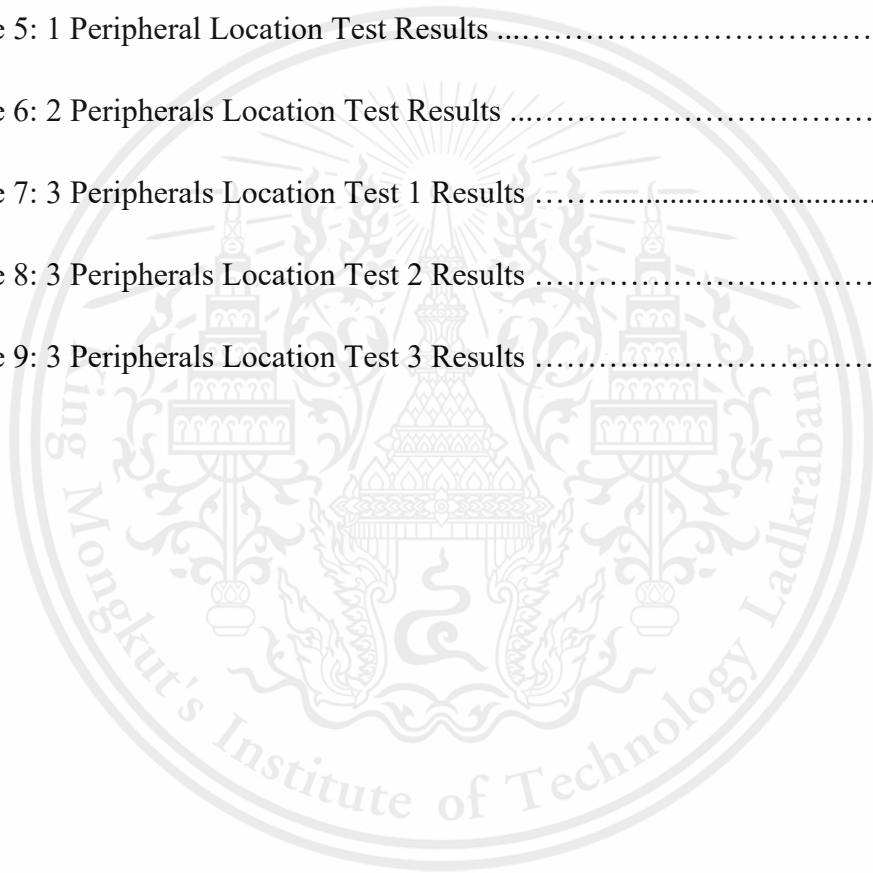 e 5: 1 Peripheral Location Test Results ...…………………………….
e 6: 2 Peripherals Location Test Results ...…………………………….
e 7: 3 Peripherals Location Test 1 Results ……....................................
e 8: 3 Peripherals Location Test 2 Results ………………………….
e 9: 3 Peripherals Location Test 3 Results ………………………….
King Mongkut's Institute of Technology Ladkrabang